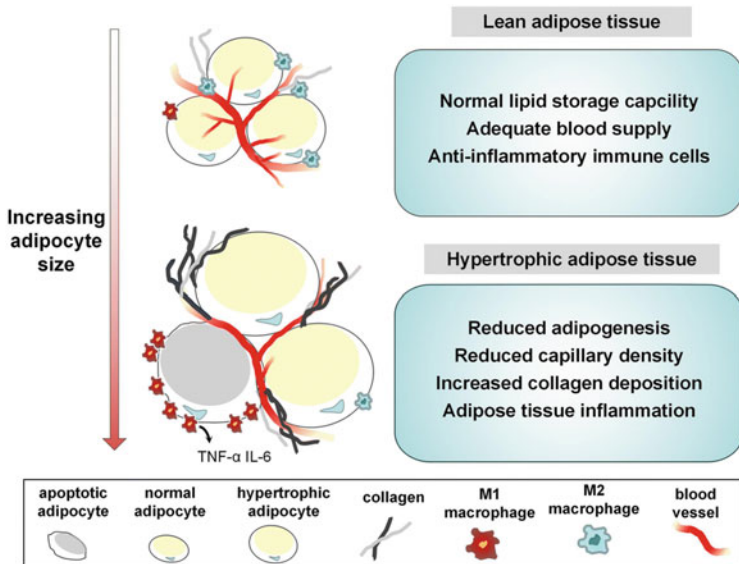 Lean adipose tissue
Normal lipid storage capcility
Adequate blood supply
Anti-inflammatory immune cells
Increasing
adipocyte
size
Hypertrophic adipose tissue
Reduced adipogenesis
Reduced capillary density
Increased collagen deposition
Adipose tissue inflammation
TNF-α IL-6
apoptotic
adipocyte
normal
adipocyte
hypertrophic
adipocyte
collagen
M1
macrophage
M2
macrophage
blood
vessel